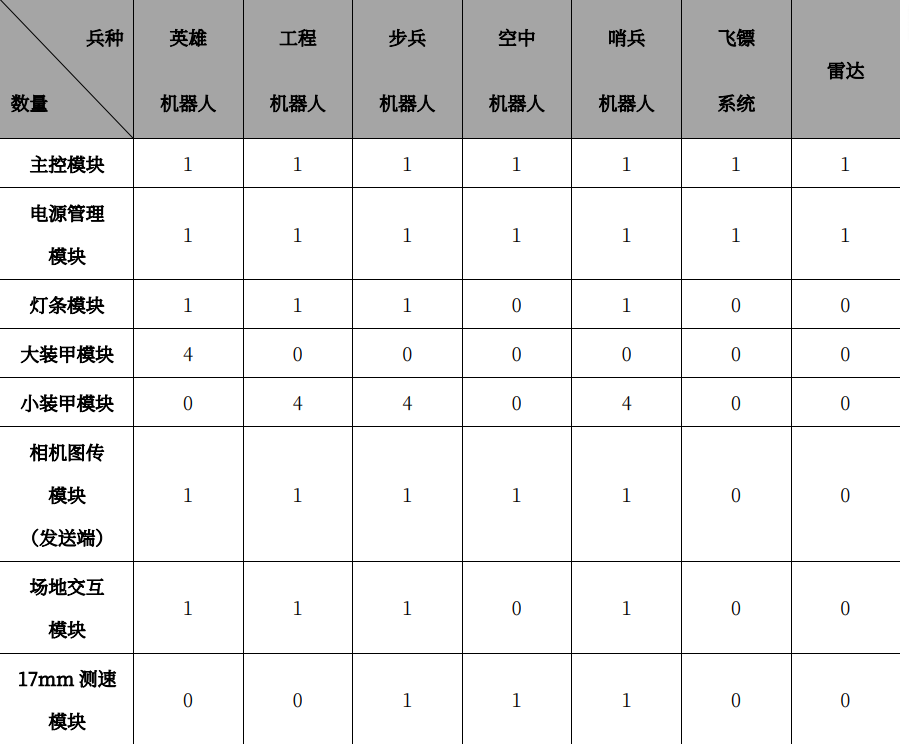 兵种 英雄 工程 步兵 空中 哨兵 飞镖
雷达
数量 机器人 机器人 机器人 机器人 机器人 系统
主控模块 1 1 1 1 1 1 1
电源管理
模块 1 1 1 1 1 1 1
灯条模块 1 1 1 0 1 0 0
大装甲模块 4 0 0 0 0 0 0
小装甲模块 0 4 4 0 4 0 0
相机图传
模块 1 1 1 1 1 0 0
（发送端）
场地交互
模块 1 1 1 0 1 0 0
17mm 测速
模块 0 0 1 1 1 0 0